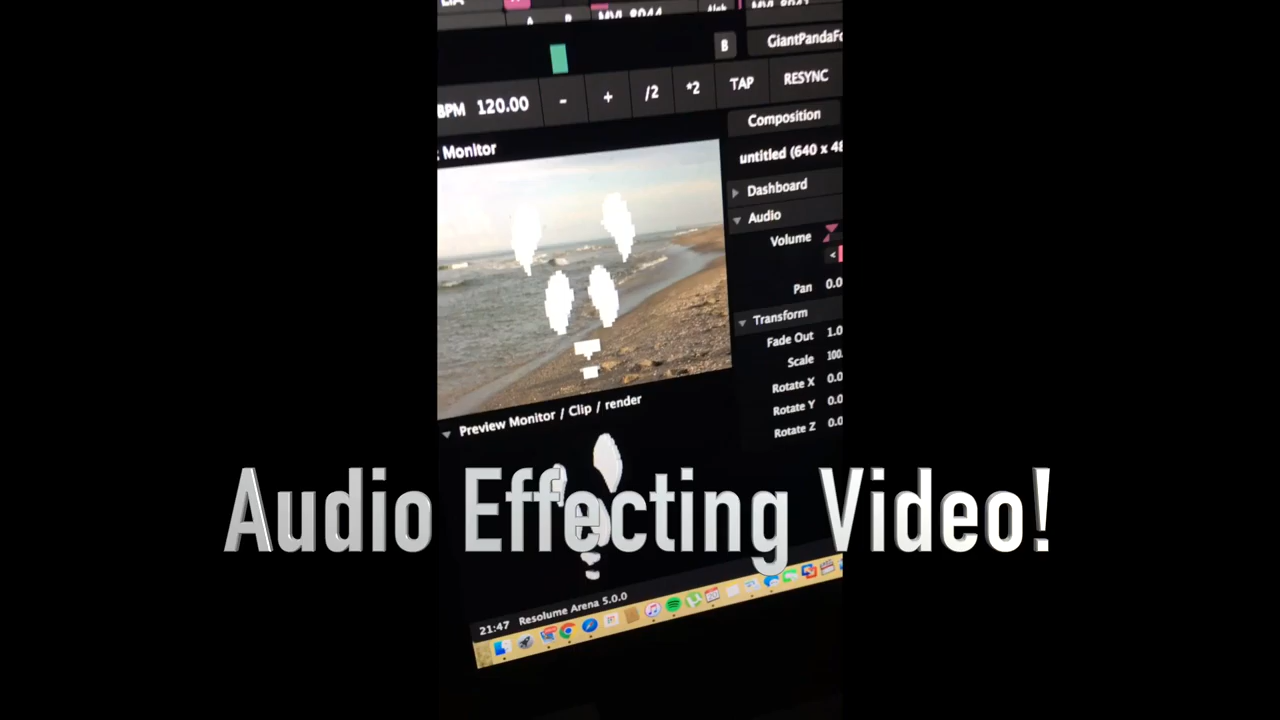 A B MVI_8044
B GiantPandaFo
BPM 120.00 - + /2 *2 TAP RESYNC
Composition
Monitor
untitled (640 x 48
Dashboard
Audio
Volume
<
Pan 0.0
Transform
Fade Out 1.0
Scale 100.
Rotate X 0.0
Rotate Y 0.0
Rotate Z 0.0
Preview Monitor / Clip / render
Audio Effecting Video!
21:47 Resolume Arena 5.0.0